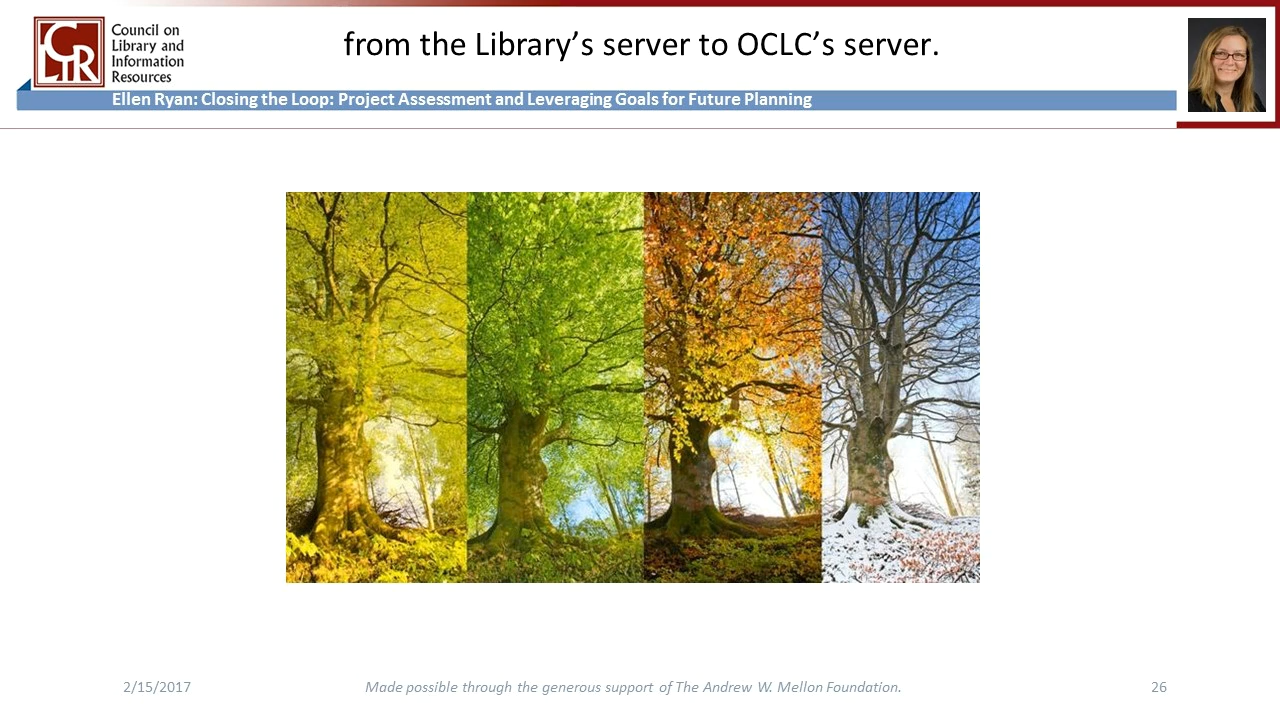 CLIR
Council on
Library and
Information
Resources
from the Library’s server to OCLC’s server.
Ellen Ryan: Closing the Loop: Project Assessment and Leveraging Goals for Future Planning
2/15/2017
Made possible through the generous support of The Andrew W. Mellon Foundation.
26